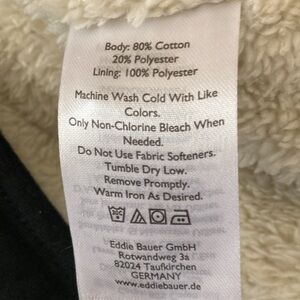 Body: 80% Cotton
20% Polyester
Lining: 100% Polyester
Machine Wash Cold With Like
Colors.
Only Non-Chlorine Bleach When
Needed.
Do Not Use Fabric Softeners.
Tumble Dry Low.
Remove Promptly.
Warm Iron As Desired.
30C
Eddie Bauer GmbH
Rotwandweg 3a
82024 Taufkirchen
GERMANY
www.eddiebauer.de